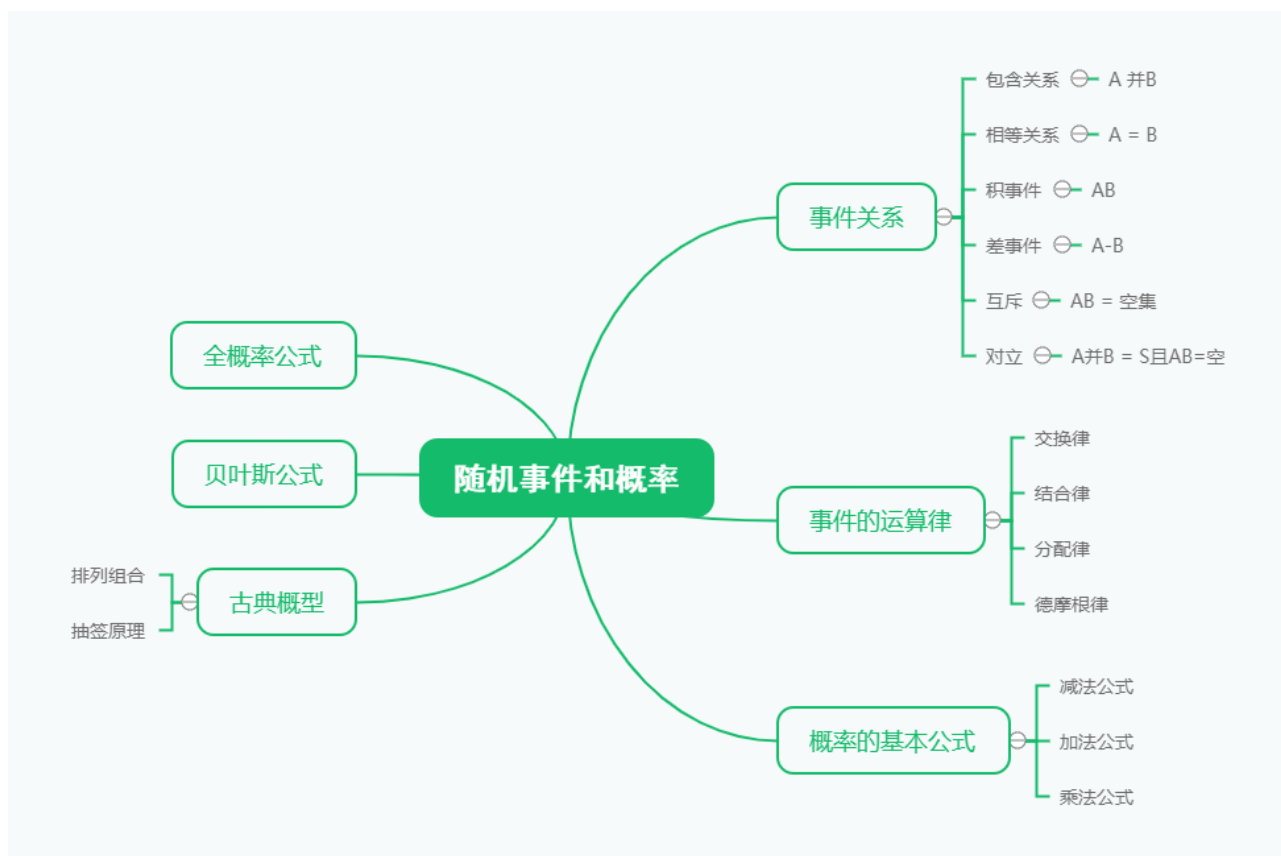 随机事件和概率
事件关系
包含关系 A 并B
相等关系 A = B
积事件 AB
差事件 A-B
互斥 AB = 空集
对立 A并B = S且AB=空
事件的运算律
交换律
结合律
分配律
德摩根律
概率的基本公式
减法公式
加法公式
乘法公式
全概率公式
贝叶斯公式
古典概型
排列组合
抽签原理